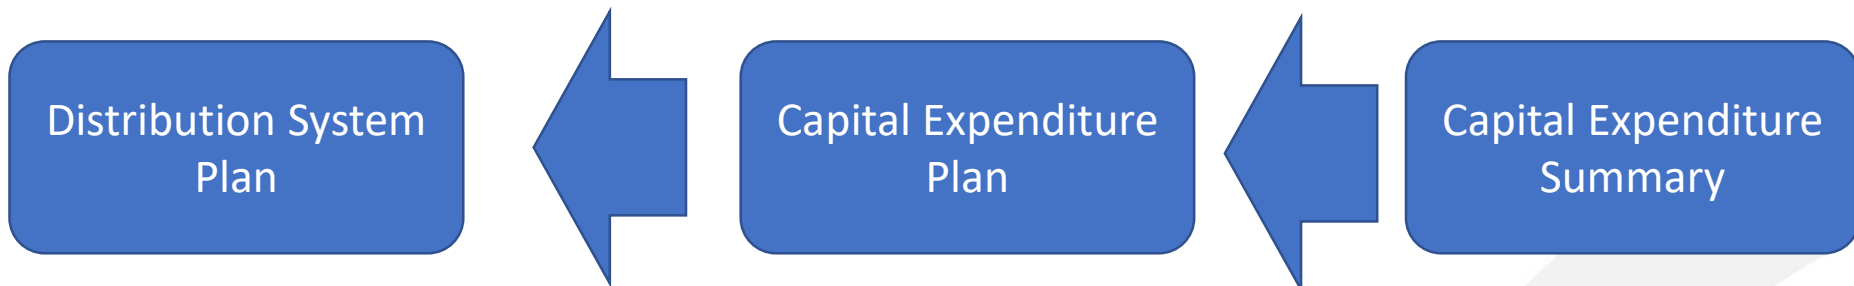 Distribution System
Plan
Capital Expenditure
Plan
Capital Expenditure
Summary